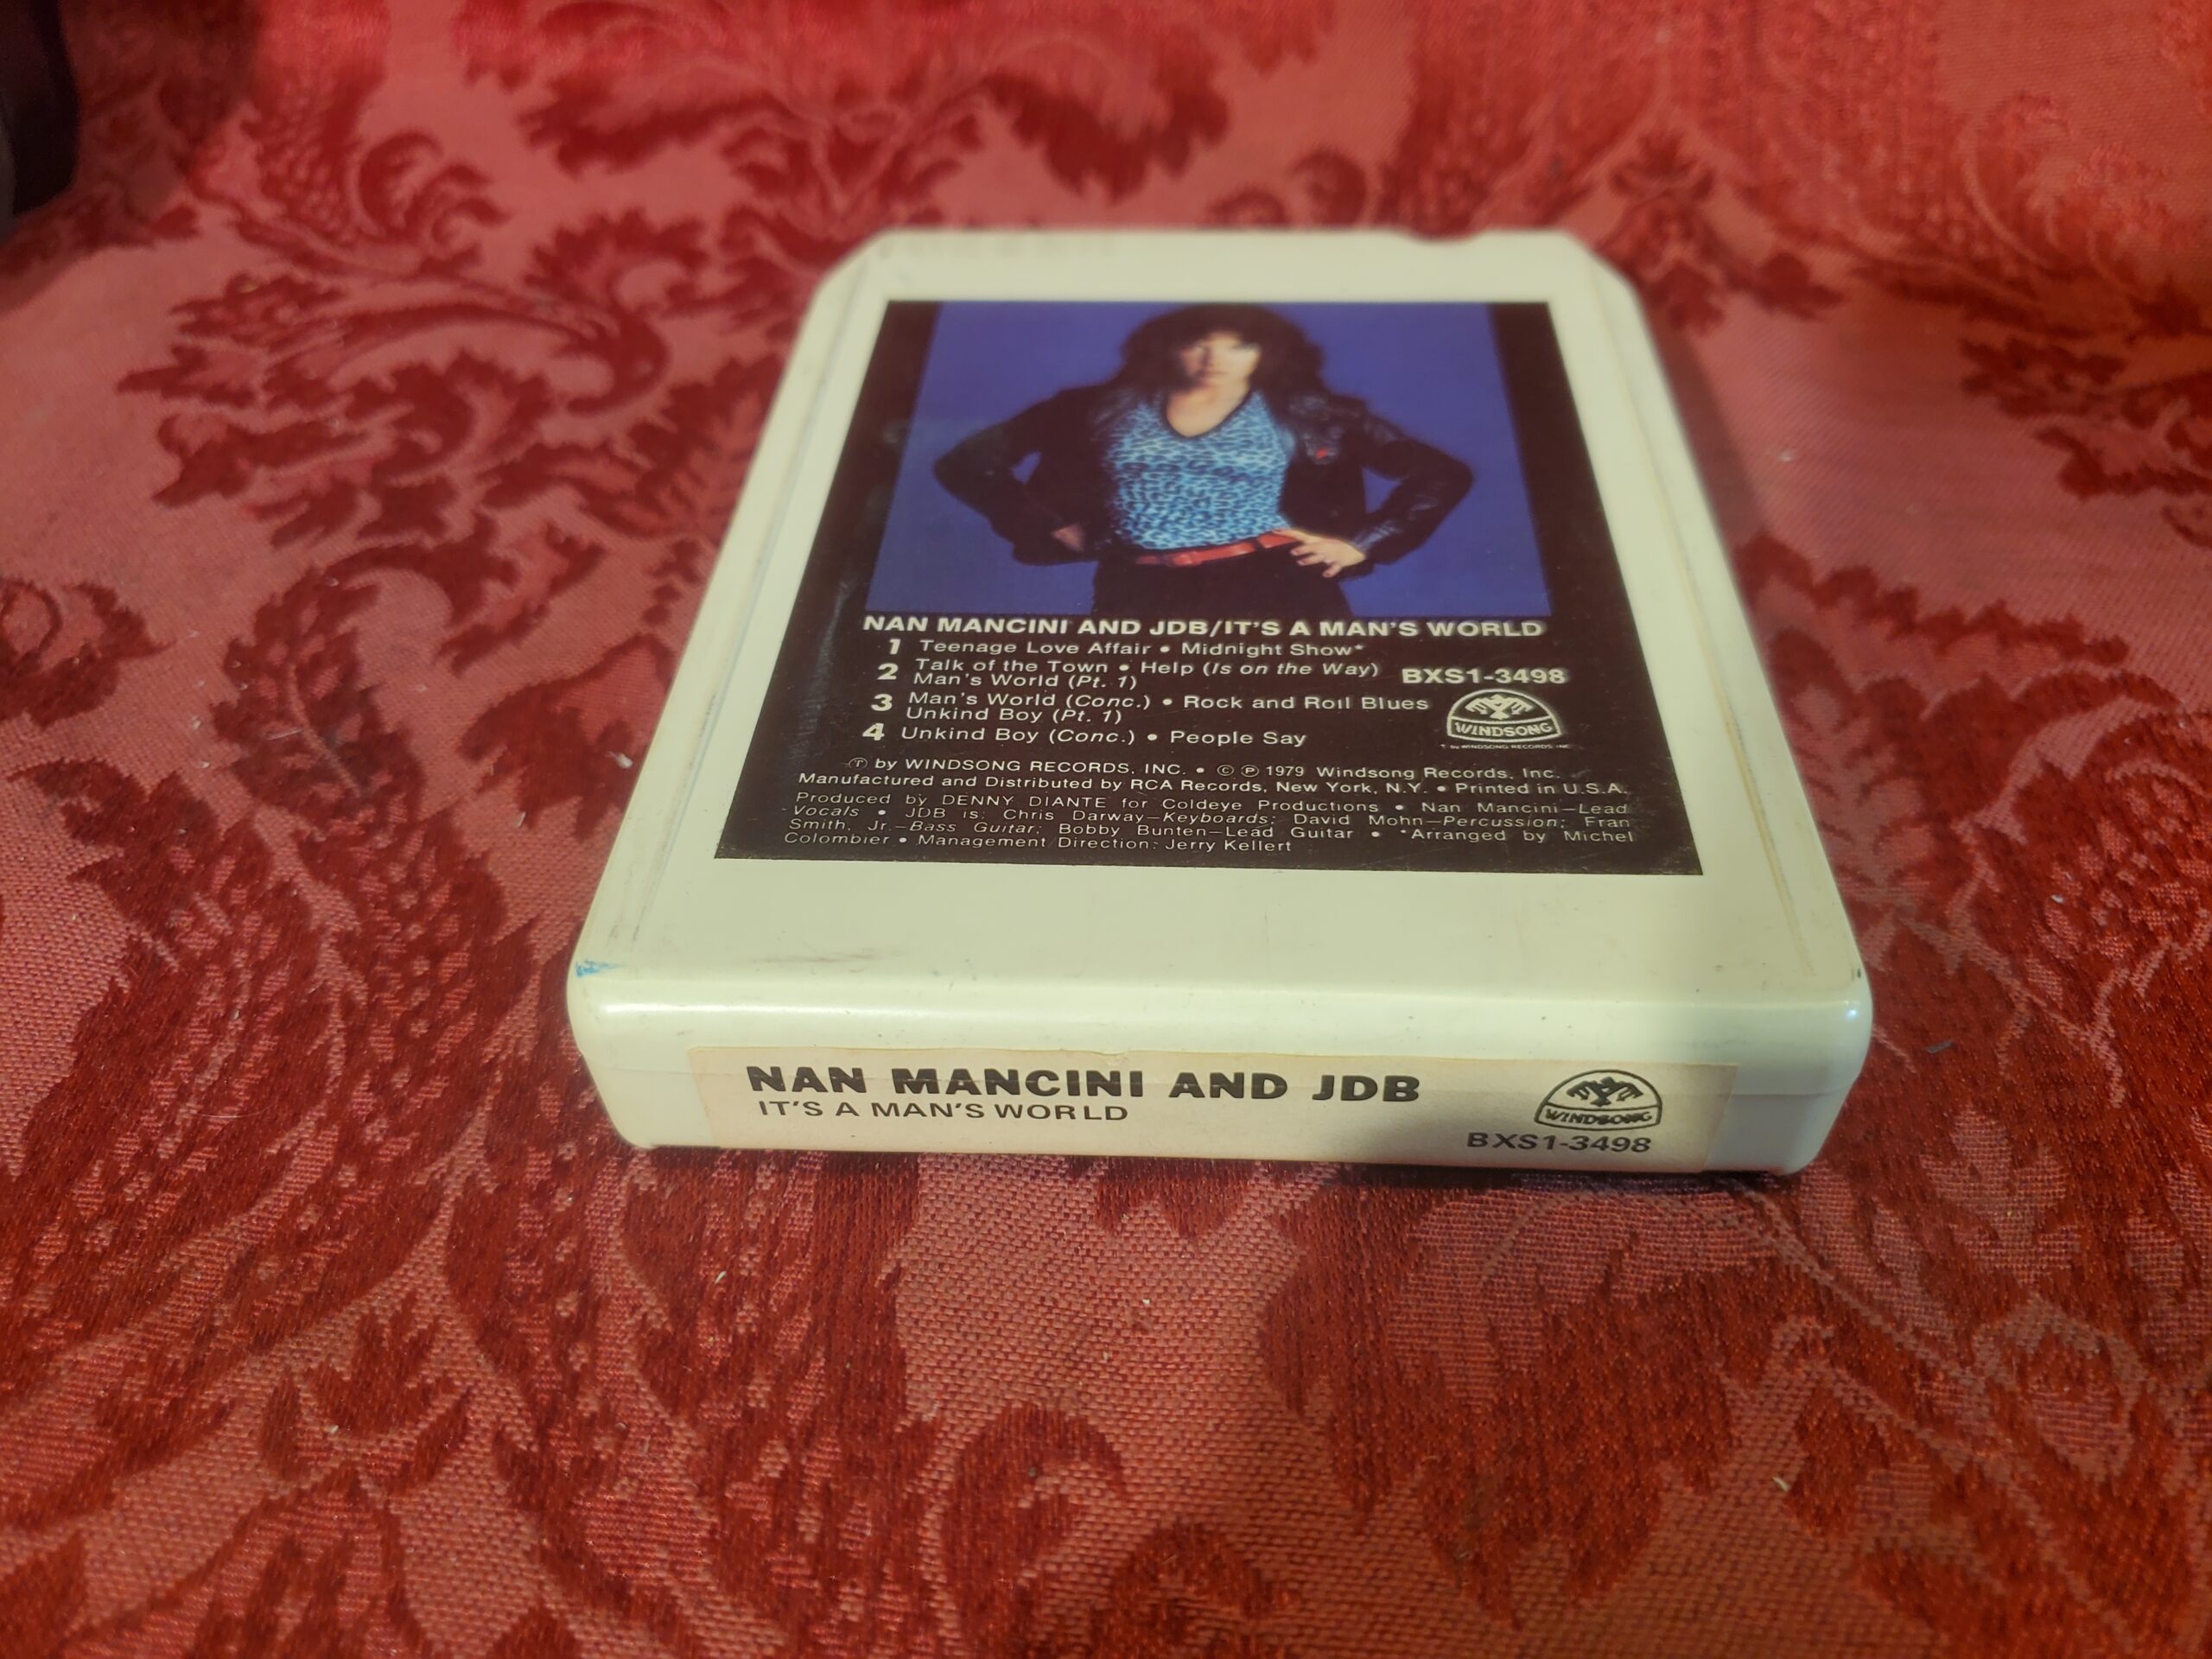 NAN MANCINI AND JDB/IT'S A MAN'S WORLD
1 Teenage Love Affair • Midnight Show*
2 Talk of the Town • Help (Is on the Way)
Man's World (Pt. 1)
BXS1-3498
3 Man's World (Conc.) • Rock and Roll Blues
Unkind Boy (Pt. 1)
4 Unkind Boy (Conc.) • People Say
WINDSONG
® by WINDSONG RECORDS, INC.
Ⓣ by WINDSONG RECORDS, INC. • © ℗ 1979 Windsong Records, Inc.
Manufactured and Distributed by RCA Records, New York, N.Y. • Printed in U.S.A.
Produced by DENNY DIANTE for Coldeye Productions • Nan Mancini—Lead
Vocals • JDB is: Chris Darway—Keyboards; David Mohn—Percussion; Fran
Smith, Jr.—Bass Guitar; Bobby Bunten—Lead Guitar • *Arranged by Michel
Colombier • Management Direction: Jerry Kellert
NAN MANCINI AND JDB
IT'S A MAN'S WORLD
WINDSONG
BXS1-3498